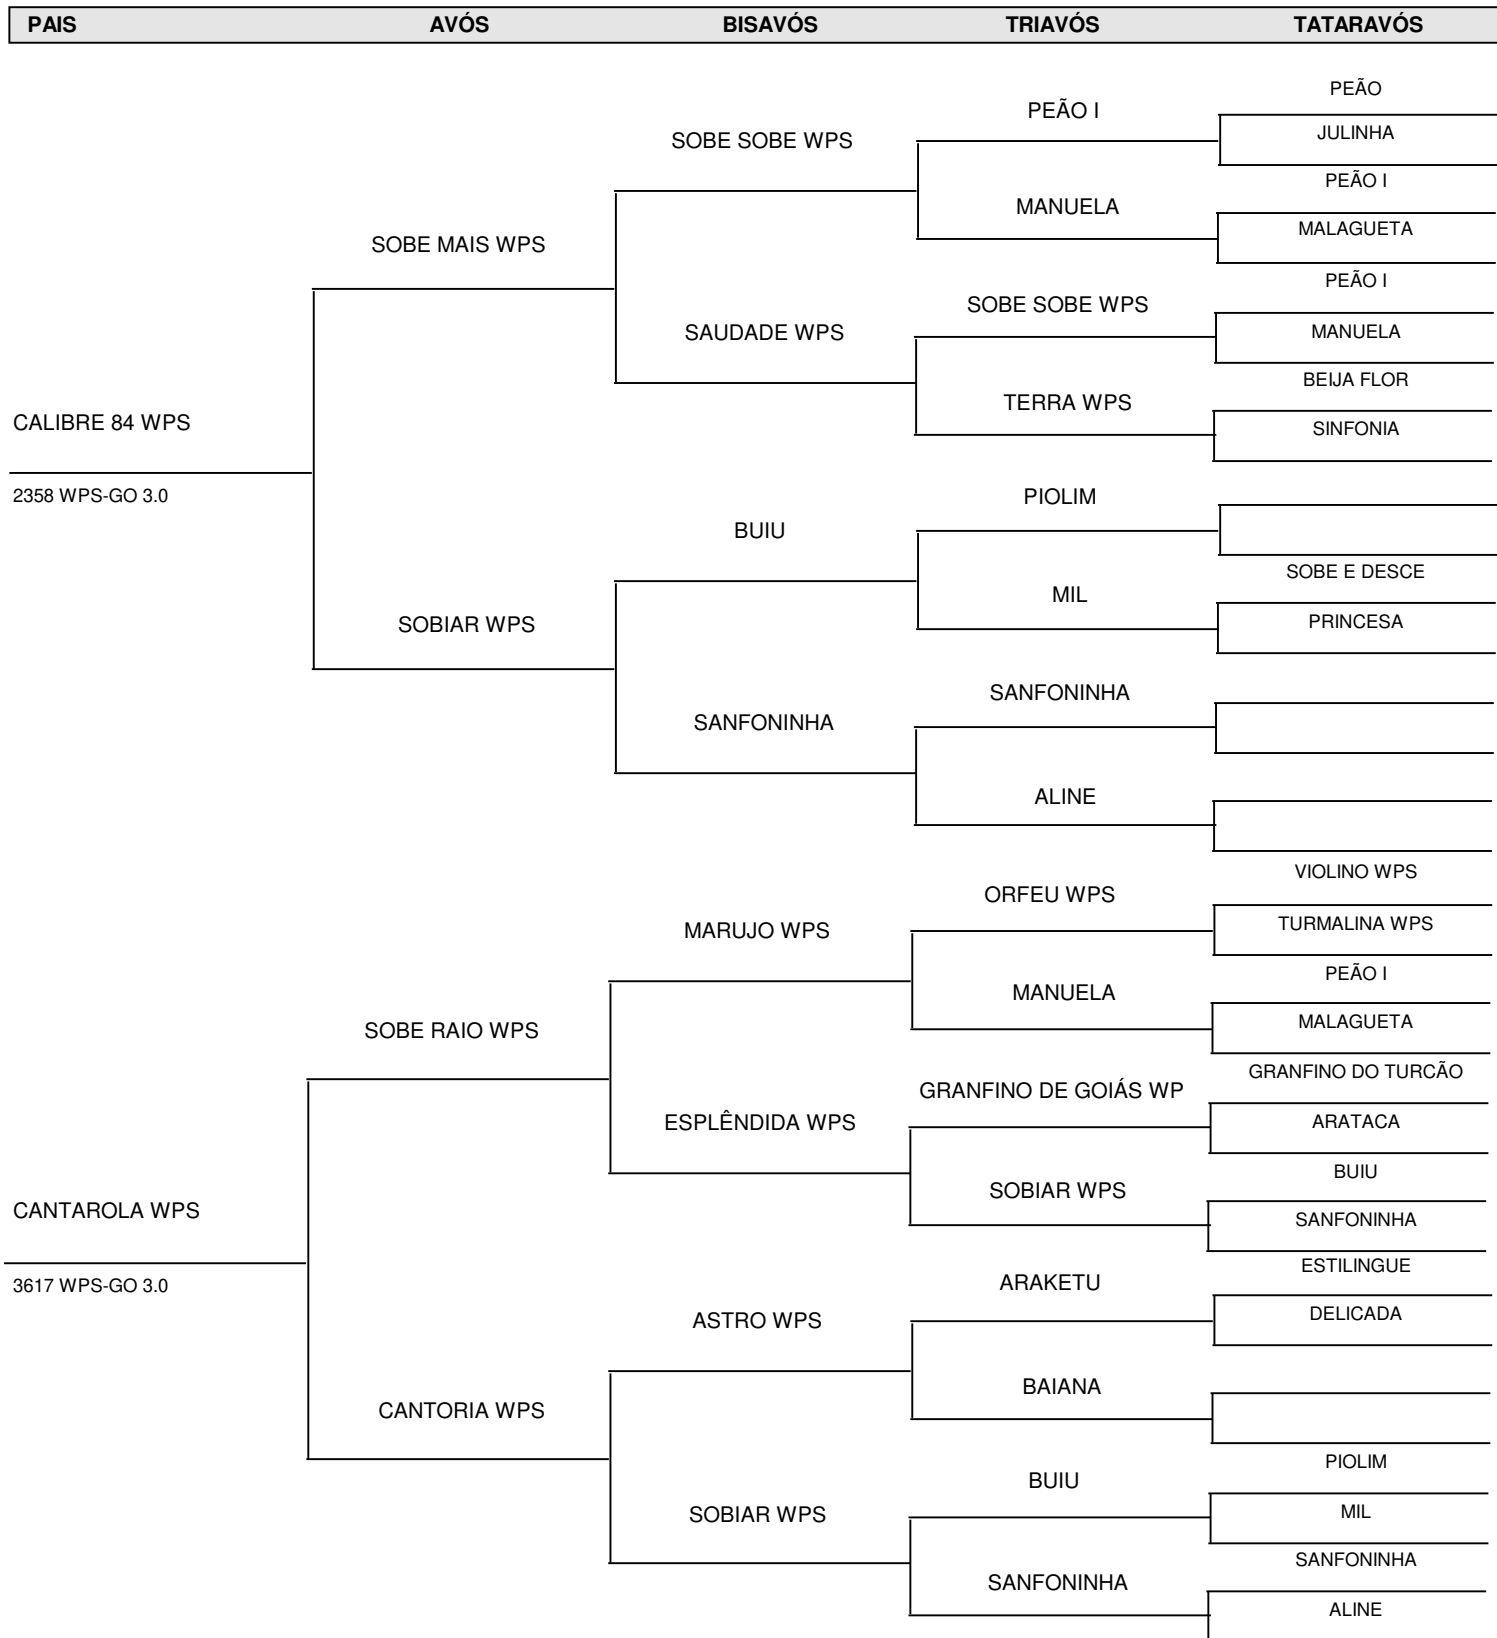 PAIS AVÓS BISAVÓS TRIAVÓS TATARAVÓS
PEÃO
PEÃO I
JULINHA
SOBE SOBE WPS
PEÃO I
MANUELA
MALAGUETA
SOBE MAIS WPS
PEÃO I
SOBE SOBE WPS
MANUELA
SAUDADE WPS
BEIJA FLOR
TERRA WPS
SINFONIA
CALIBRE 84 WPS
2358 WPS-GO 3.0
PIOLIM
BUIU
SOBE E DESCE
MIL
PRINCESA
SOBIAR WPS
SANFONINHA
SANFONINHA
ALINE
VIOLINO WPS
ORFEU WPS
TURMALINA WPS
MARUJO WPS
PEÃO I
MANUELA
MALAGUETA
SOBE RAIO WPS
GRANFINO DO TURCÃO
GRANFINO DE GOIÁS WP
ARATACA
ESPLÊNDIDA WPS
BUIU
SOBIAR WPS
SANFONINHA
CANTAROLA WPS
3617 WPS-GO 3.0
ESTILINGUE
ARAKETU
DELICADA
ASTRO WPS
BAIANA
CANTORIA WPS
PIOLIM
BUIU
MIL
SOBIAR WPS
SANFONINHA
SANFONINHA
ALINE